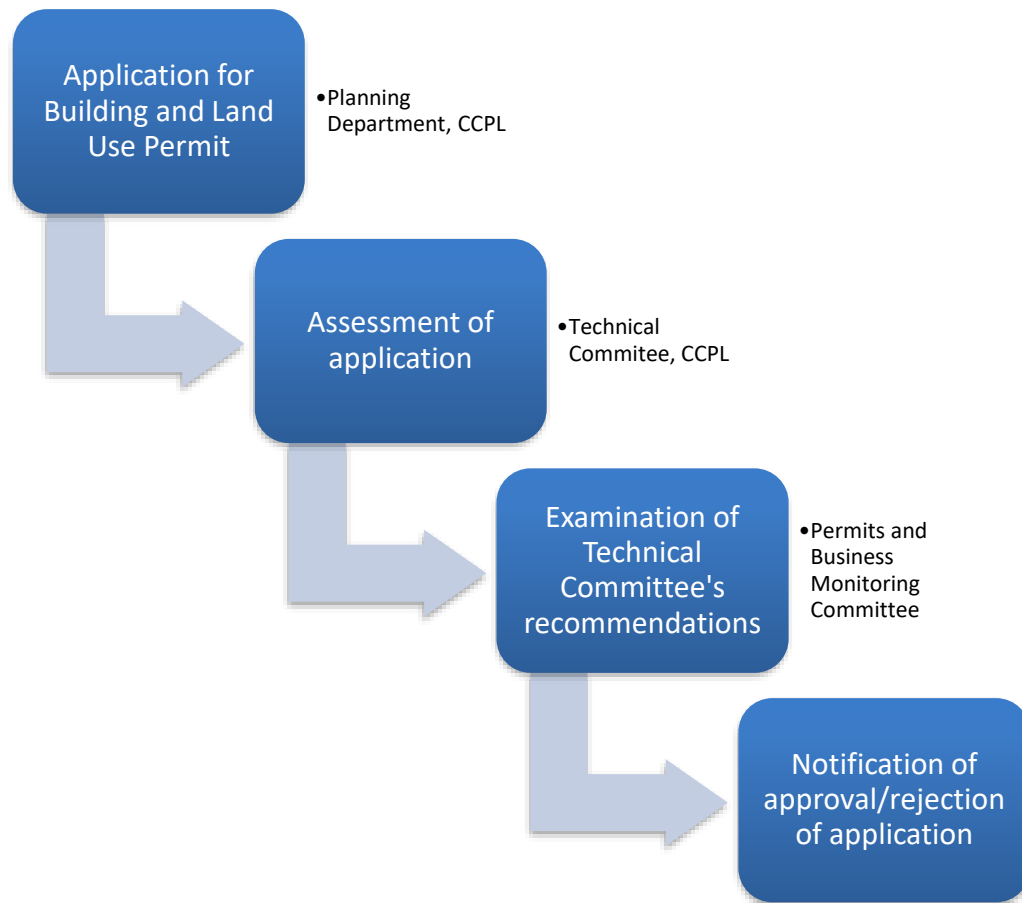 Application for
Building and Land
Use Permit
•Planning
Department, CCPL
Assessment of
application
•Technical
Commitee, CCPL
Examination of
Technical
Committee's
recommendations
•Permits and
Business
Monitoring
Committee
Notification of
approval/rejection
of application